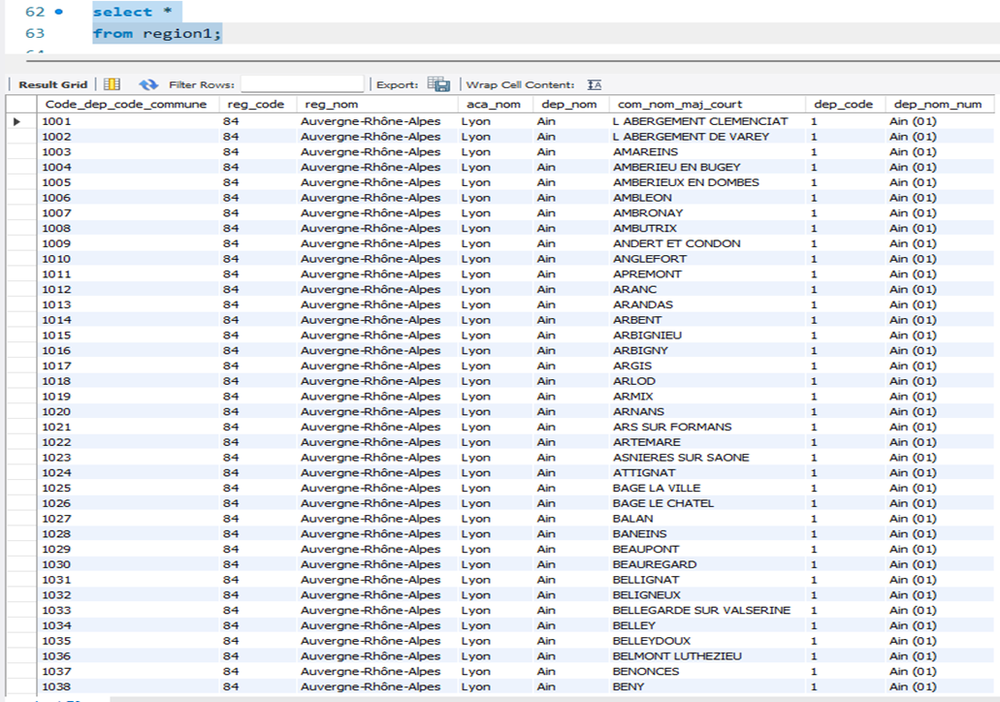 62 select *
63 from region1;
Result Grid Filter Rows: Export: Wrap Cell Content:
Code_dep_code_commune reg_code reg_nom aca_nom dep_nom com_nom_maj_court dep_code dep_nom_num
1001 84 Auvergne-Rhône-Alpes Lyon Ain L ABERGEMENT CLEMENCIAT 1 Ain (01)
1002 84 Auvergne-Rhône-Alpes Lyon Ain L ABERGEMENT DE VAREY 1 Ain (01)
1003 84 Auvergne-Rhône-Alpes Lyon Ain AMAREINS 1 Ain (01)
1004 84 Auvergne-Rhône-Alpes Lyon Ain AMBERIEU EN BUGEY 1 Ain (01)
1005 84 Auvergne-Rhône-Alpes Lyon Ain AMBERIEUX EN DOMBES 1 Ain (01)
1006 84 Auvergne-Rhône-Alpes Lyon Ain AMBLEON 1 Ain (01)
1007 84 Auvergne-Rhône-Alpes Lyon Ain AMBRONAY 1 Ain (01)
1008 84 Auvergne-Rhône-Alpes Lyon Ain AMBUTRIX 1 Ain (01)
1009 84 Auvergne-Rhône-Alpes Lyon Ain ANDERT ET CONDON 1 Ain (01)
1010 84 Auvergne-Rhône-Alpes Lyon Ain ANGLEFORT 1 Ain (01)
1011 84 Auvergne-Rhône-Alpes Lyon Ain APREMONT 1 Ain (01)
1012 84 Auvergne-Rhône-Alpes Lyon Ain ARANC 1 Ain (01)
1013 84 Auvergne-Rhône-Alpes Lyon Ain ARANDAS 1 Ain (01)
1014 84 Auvergne-Rhône-Alpes Lyon Ain ARBENT 1 Ain (01)
1015 84 Auvergne-Rhône-Alpes Lyon Ain ARBIGNIEU 1 Ain (01)
1016 84 Auvergne-Rhône-Alpes Lyon Ain ARBIGNY 1 Ain (01)
1017 84 Auvergne-Rhône-Alpes Lyon Ain ARGIS 1 Ain (01)
1018 84 Auvergne-Rhône-Alpes Lyon Ain ARLOD 1 Ain (01)
1019 84 Auvergne-Rhône-Alpes Lyon Ain ARMIX 1 Ain (01)
1020 84 Auvergne-Rhône-Alpes Lyon Ain ARNANS 1 Ain (01)
1021 84 Auvergne-Rhône-Alpes Lyon Ain ARS SUR FORMANS 1 Ain (01)
1022 84 Auvergne-Rhône-Alpes Lyon Ain ARTEMARE 1 Ain (01)
1023 84 Auvergne-Rhône-Alpes Lyon Ain ASNIERES SUR SAONE 1 Ain (01)
1024 84 Auvergne-Rhône-Alpes Lyon Ain ATTIGNAT 1 Ain (01)
1025 84 Auvergne-Rhône-Alpes Lyon Ain BAGE LA VILLE 1 Ain (01)
1026 84 Auvergne-Rhône-Alpes Lyon Ain BAGE LE CHATEL 1 Ain (01)
1027 84 Auvergne-Rhône-Alpes Lyon Ain BALAN 1 Ain (01)
1028 84 Auvergne-Rhône-Alpes Lyon Ain BANEINS 1 Ain (01)
1029 84 Auvergne-Rhône-Alpes Lyon Ain BEAUPONT 1 Ain (01)
1030 84 Auvergne-Rhône-Alpes Lyon Ain BEAUREGARD 1 Ain (01)
1031 84 Auvergne-Rhône-Alpes Lyon Ain BELLIGNAT 1 Ain (01)
1032 84 Auvergne-Rhône-Alpes Lyon Ain BELIGNEUX 1 Ain (01)
1033 84 Auvergne-Rhône-Alpes Lyon Ain BELLEGARDE SUR VALSERINE 1 Ain (01)
1034 84 Auvergne-Rhône-Alpes Lyon Ain BELLEY 1 Ain (01)
1035 84 Auvergne-Rhône-Alpes Lyon Ain BELLEYDOUX 1 Ain (01)
1036 84 Auvergne-Rhône-Alpes Lyon Ain BELMONT LUTHEZIEU 1 Ain (01)
1037 84 Auvergne-Rhône-Alpes Lyon Ain BENONCES 1 Ain (01)
1038 84 Auvergne-Rhône-Alpes Lyon Ain BENY 1 Ain (01)